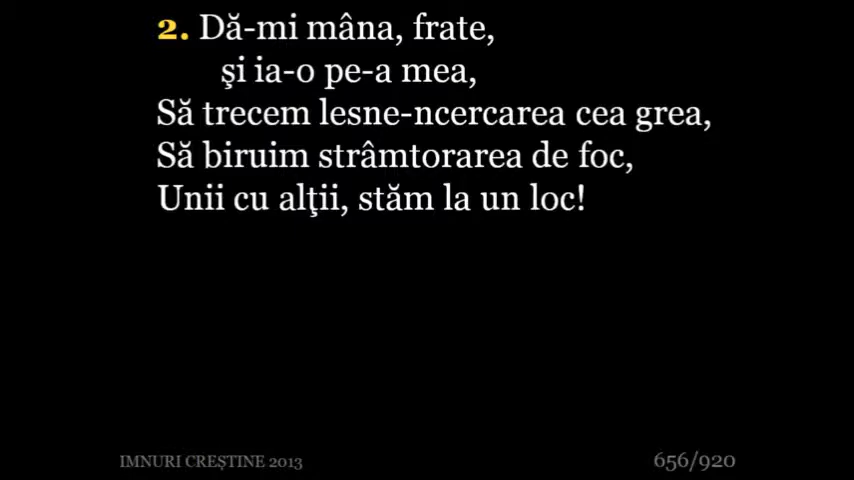 2. Dă-mi mâna, frate,
şi ia-o pe-a mea,
Să trecem lesne-ncercarea cea grea,
Să biruim strâmtorarea de foc,
Unii cu alţii, stăm la un loc!
IMNURI CREȘTINE 2013
656/920